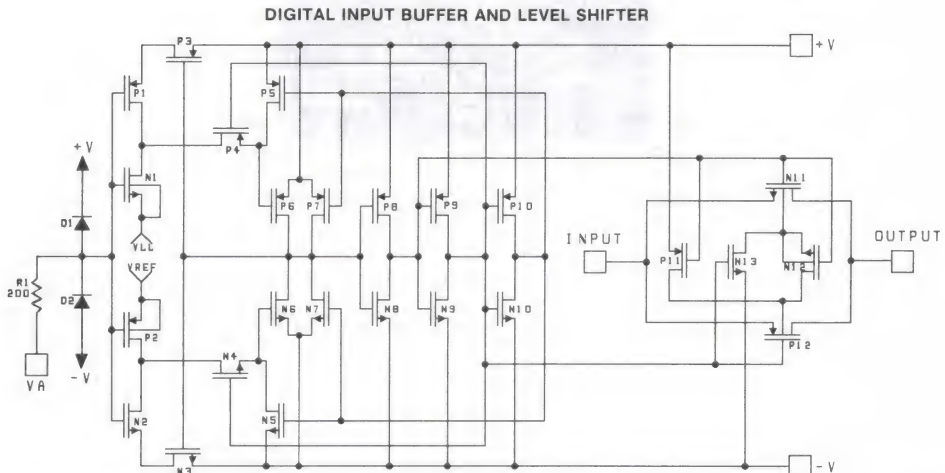 DIGITAL INPUT BUFFER AND LEVEL SHIFTER
P3
+V
P1
P5
P4
+V
N1
N11
P6
P7
P8
P9
P10
D1
VLL
INPUT
OUTPUT
VREF
P11
N13
N12
R1
200
D2
N6
N7
N8
N9
N10
P2
N4
P12
-V
VA
N2
N5
N3
-V